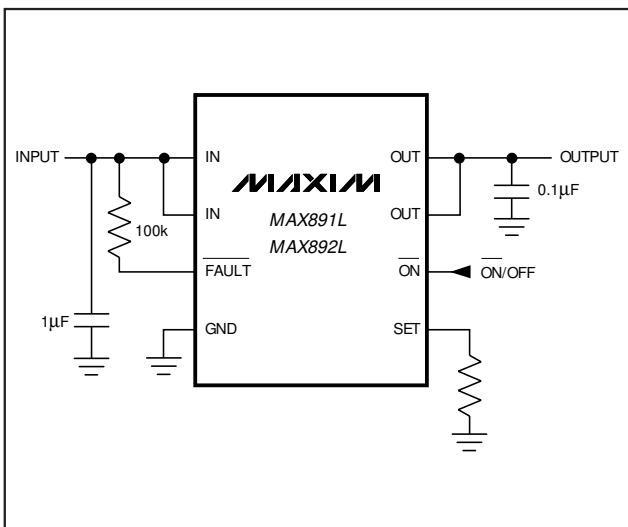 INPUT
IN
OUT
OUTPUT
MAXIM
0.1µF
IN
MAX891L
OUT
100k
MAX892L
FAULT
ON
ON/OFF
1µF
GND
SET